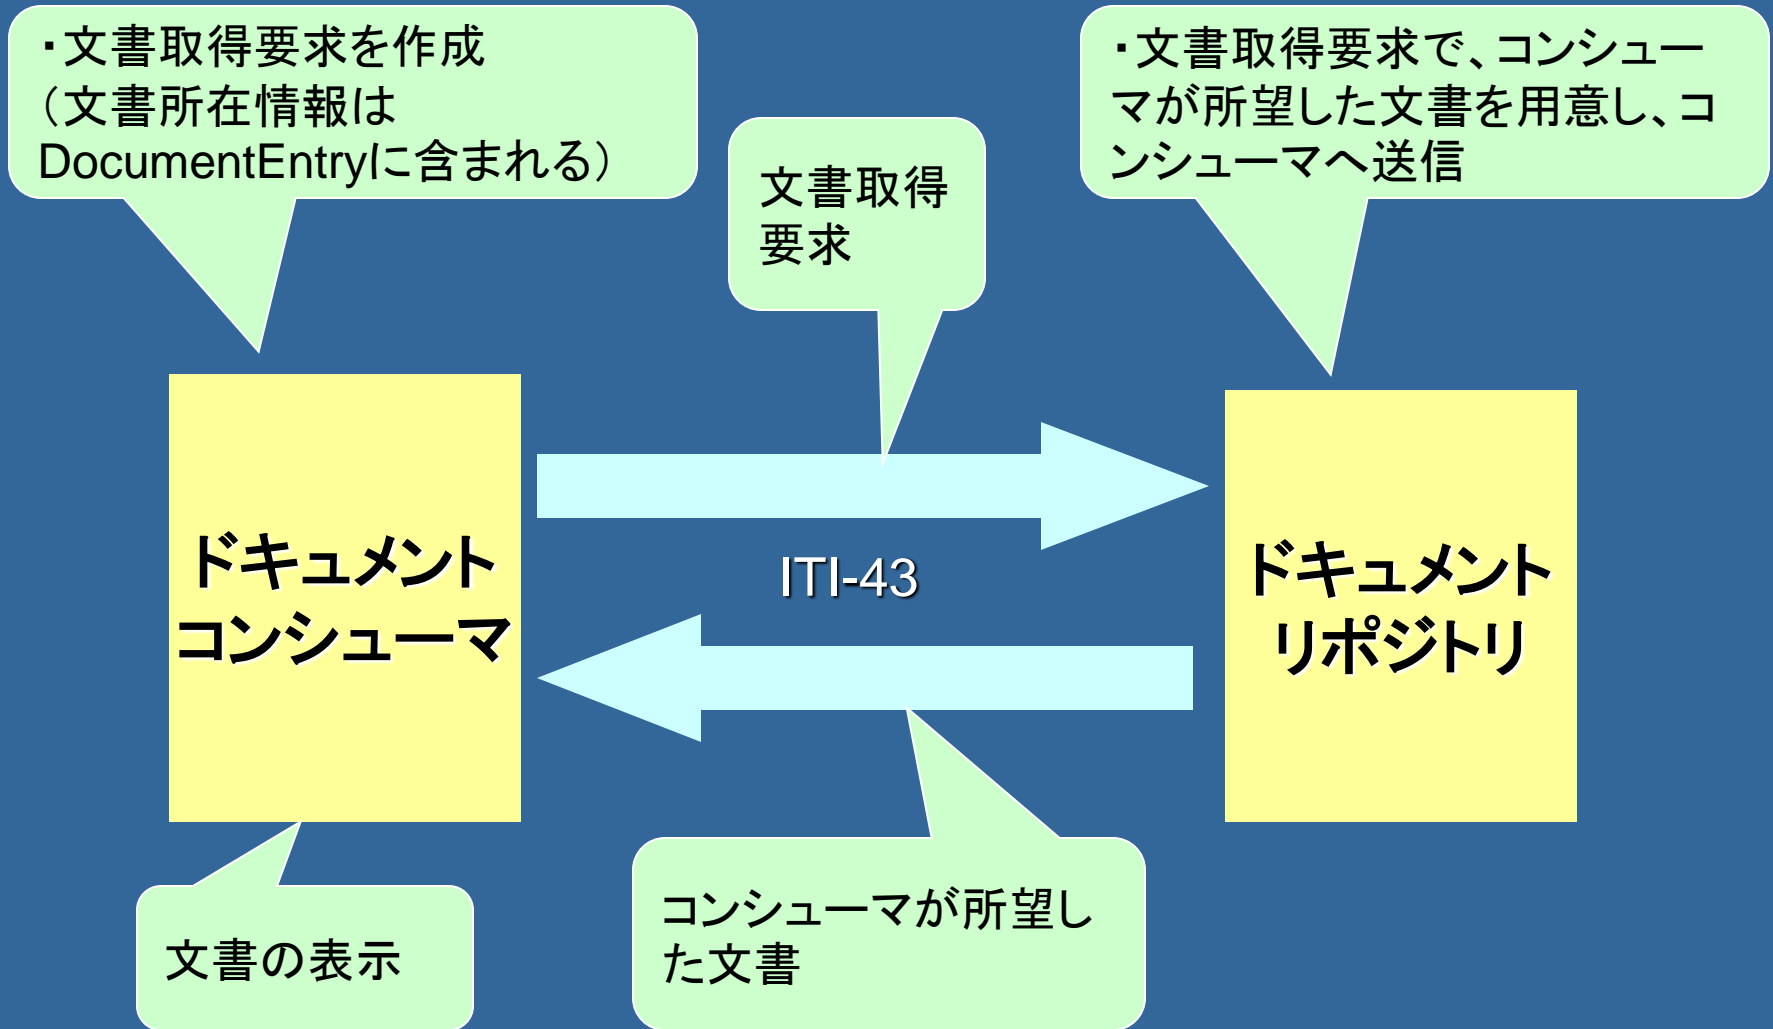 ・文書取得要求を作成
（文書所在情報は
DocumentEntryに含まれる）
文書取得
要求
・文書取得要求で、コンシュー
マが所望した文書を用意し、コ
ンシューマへ送信
ドキュメント
コンシューマ
ITI-43
ドキュメント
リポジトリ
文書の表示
コンシューマが所望し
た文書